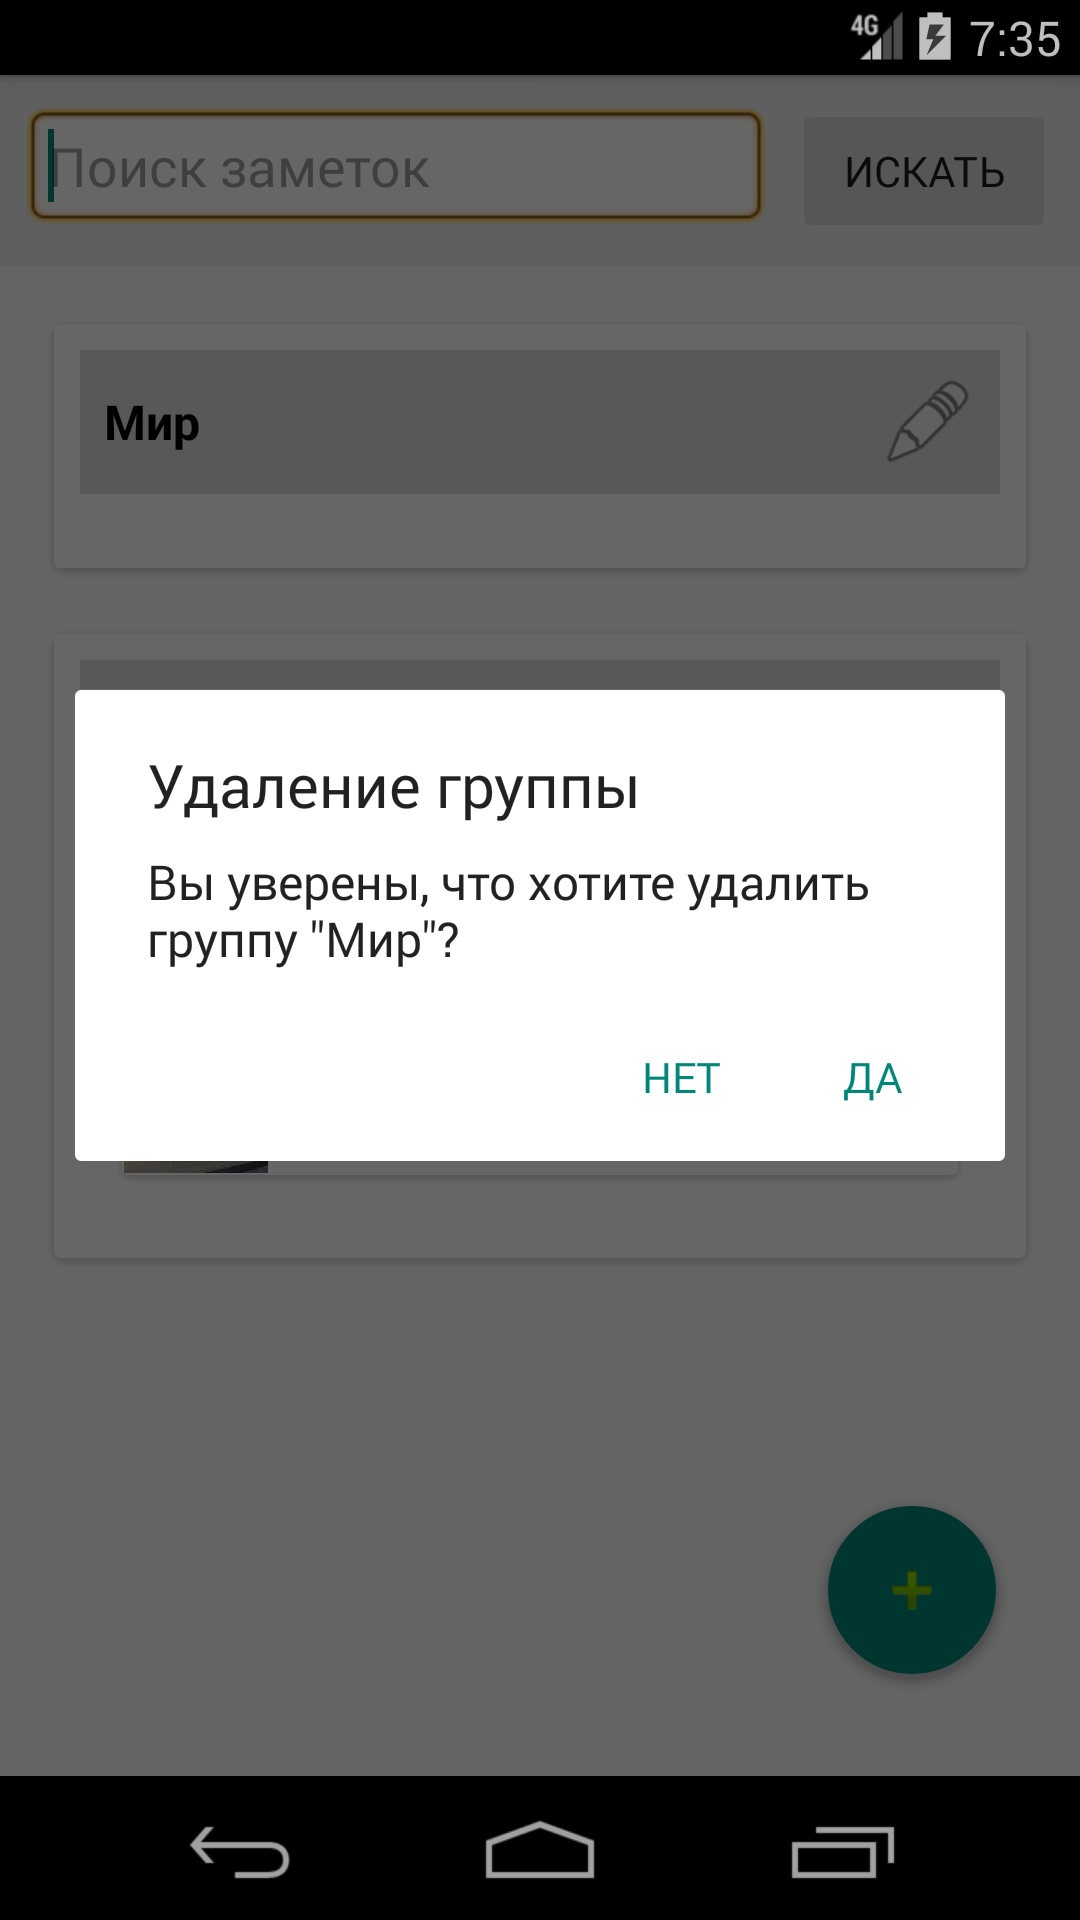 4G 7:35
Поиск заметок
ИСКАТЬ
Мир
Удаление группы
Вы уверены, что хотите удалить
группу "Мир"?
НЕТ ДА